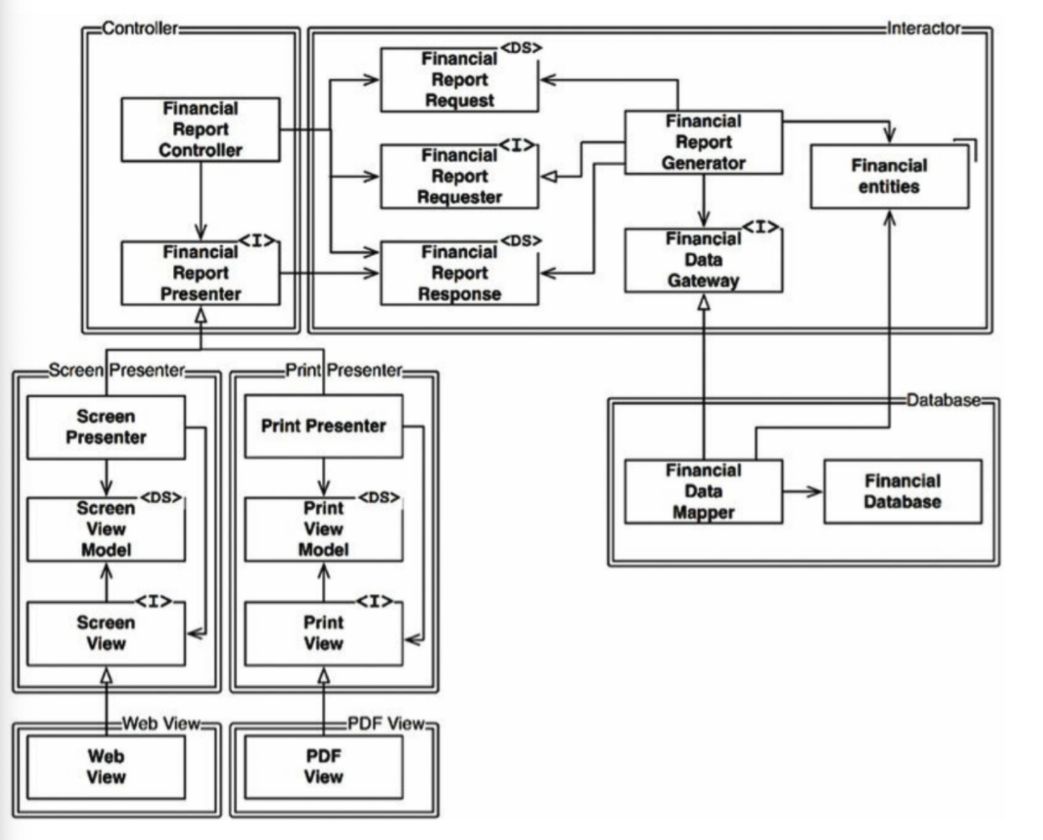 Controller
Interactor
Financial
Report
Controller
<I>
Financial
Report
Presenter
<DS>
Financial
Report
Request
<I>
Financial
Report
Requester
<DS>
Financial
Report
Response
Financial
Report
Generator
<I>
Financial
Data
Gateway
Financial
entities
Screen Presenter
Screen
Presenter
<DS>
Screen
View
Model
<I>
Screen
View
Print Presenter
Print Presenter
<DS>
Print
View
Model
<I>
Print
View
Database
Financial
Data
Mapper
Financial
Database
Web View
Web
View
PDF View
PDF
View